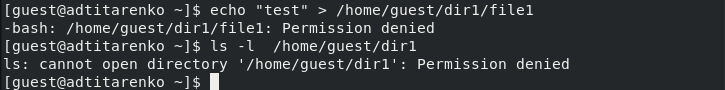 [guest@adtitarenko ~]$ echo "test" > /home/guest/dir1/file1
-bash: /home/guest/dir1/file1: Permission denied
[guest@adtitarenko ~]$ ls -l  /home/guest/dir1
ls: cannot open directory '/home/guest/dir1': Permission denied
[guest@adtitarenko ~]$